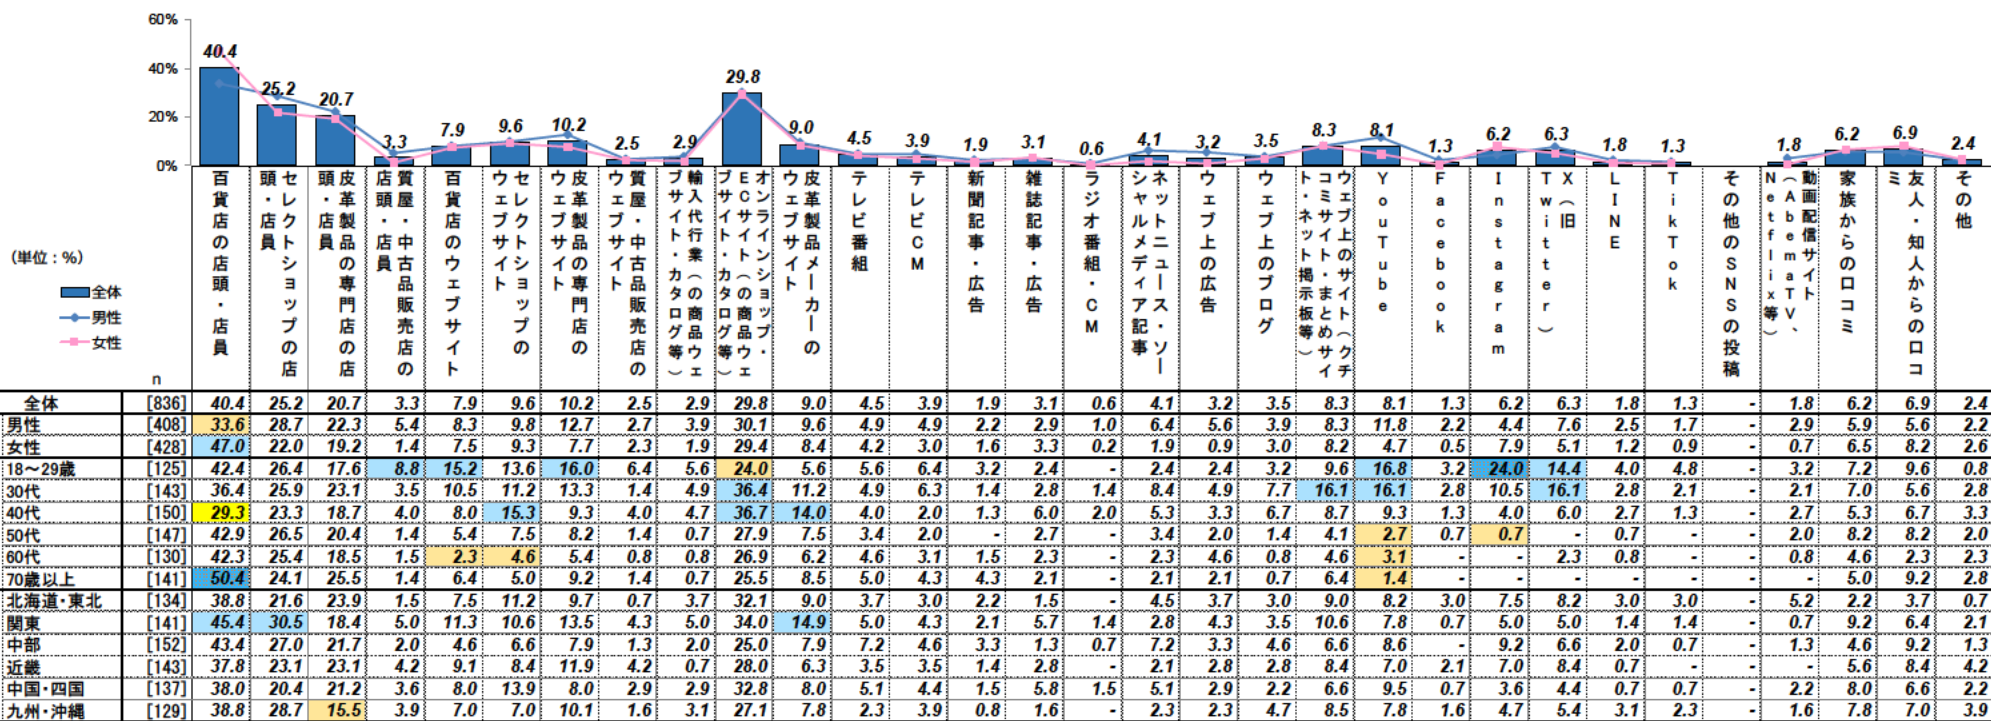 60%
40%
20%
0%
40.4 25.2 20.7 3.3 7.9 9.6 10.2 2.5 2.9 29.8 9.0 4.5 3.9 1.9 3.1 0.6 4.1 3.2 3.5 8.3 8.1 1.3 6.2 6.3 1.8 1.3 1.8 6.2 6.9 2.4
(単位:%)
全体
男性
女性
n
百貨店の店頭・店員
セレクトショップの店頭・店員
皮革製品の専門店の店頭・店員
質屋・中古品販売店の店頭・店員
百貨店のウェブサイト
セレクトショップのウェブサイト
皮革製品の専門店のウェブサイト
質屋・中古品販売店のウェブサイト
輸入代行業(の商品ウェブサイト・カタログ等)
オンラインショップ・ECサイト(の商品ウェブサイト・カタログ等)
皮革製品メーカーのウェブサイト
テレビ番組
テレビCM
新聞記事・広告
雑誌記事・広告
ラジオ番組・CM
ネットニュース・ソーシャルメディア記事
ウェブ上の広告
ウェブ上のブログ
ウェブ上のサイト(クチコミサイト・まとめサイト・ネット掲示板等)
YouTube
Facebook
Instagram
X(旧Twitter)
LINE
TikTok
その他のSNSの投稿
動画配信サイト(AbemaTV、Netflix等)
家族からの口コミ
友人・知人からの口コミ
その他
全体 [836] 40.4 25.2 20.7 3.3 7.9 9.6 10.2 2.5 2.9 29.8 9.0 4.5 3.9 1.9 3.1 0.6 4.1 3.2 3.5 8.3 8.1 1.3 6.2 6.3 1.8 1.3 - 1.8 6.2 6.9 2.4
男性 [408] 33.6 28.7 22.3 5.4 8.3 9.8 12.7 2.7 3.9 30.1 9.6 4.9 4.9 2.2 2.9 1.0 6.4 5.6 3.9 8.3 11.8 2.2 4.4 7.6 2.5 1.7 - 2.9 5.9 5.6 2.2
女性 [428] 47.0 22.0 19.2 1.4 7.5 9.3 7.7 2.3 1.9 29.4 8.4 4.2 3.0 1.6 3.3 0.2 1.9 0.9 3.0 8.2 4.7 0.5 7.9 5.1 1.2 0.9 - 0.7 6.5 8.2 2.6
18~29歳 [125] 42.4 26.4 17.6 8.8 15.2 13.6 16.0 6.4 5.6 24.0 5.6 5.6 6.4 3.2 2.4 - 2.4 2.4 3.2 9.6 16.8 3.2 24.0 14.4 4.0 4.8 - 3.2 7.2 9.6 0.8
30代 [143] 36.4 25.9 23.1 3.5 10.5 11.2 13.3 1.4 4.9 36.4 11.2 4.9 6.3 1.4 2.8 1.4 8.4 4.9 7.7 16.1 16.1 2.8 10.5 16.1 2.8 2.1 - 2.1 7.0 5.6 2.8
40代 [150] 29.3 23.3 18.7 4.0 8.0 15.3 9.3 4.0 4.7 36.7 14.0 4.0 2.0 1.3 6.0 2.0 5.3 3.3 6.7 8.7 9.3 1.3 4.0 6.0 2.7 1.3 - 2.7 5.3 6.7 3.3
50代 [147] 42.9 26.5 20.4 1.4 5.4 7.5 8.2 1.4 0.7 27.9 7.5 3.4 2.0 - 2.7 - 3.4 2.0 1.4 4.1 2.7 0.7 0.7 - 0.7 - - 2.0 8.2 8.2 2.0
60代 [130] 42.3 25.4 18.5 1.5 2.3 4.6 5.4 0.8 0.8 26.9 6.2 4.6 3.1 1.5 2.3 - 2.3 4.6 0.8 4.6 3.1 - - 2.3 0.8 - - 0.8 4.6 2.3 2.3
70歳以上 [141] 50.4 24.1 25.5 1.4 6.4 5.0 9.2 1.4 0.7 25.5 8.5 5.0 4.3 4.3 2.1 - 2.1 2.1 0.7 6.4 1.4 - - - - - - - 5.0 9.2 2.8
北海道・東北 [134] 38.8 21.6 23.9 1.5 7.5 11.2 9.7 0.7 3.7 32.1 9.0 3.7 3.0 2.2 1.5 - 4.5 3.7 3.0 9.0 8.2 3.0 7.5 8.2 3.0 3.0 - 5.2 2.2 3.7 0.7
関東 [141] 45.4 30.5 18.4 5.0 11.3 10.6 13.5 4.3 5.0 34.0 14.9 5.0 4.3 2.1 5.7 1.4 2.8 4.3 3.5 10.6 7.8 0.7 5.0 5.0 1.4 1.4 - 0.7 9.2 6.4 2.1
中部 [152] 43.4 27.0 21.7 2.0 4.6 6.6 7.9 1.3 2.0 25.0 7.9 7.2 4.6 3.3 1.3 0.7 7.2 3.3 4.6 6.6 8.6 - 9.2 6.6 2.0 0.7 - 1.3 4.6 9.2 1.3
近畿 [143] 37.8 23.1 23.1 4.2 9.1 8.4 11.9 4.2 0.7 28.0 6.3 3.5 3.5 1.4 2.8 - 2.1 2.8 2.8 8.4 7.0 2.1 7.0 8.4 0.7 - - - 5.6 8.4 4.2
中国・四国 [137] 38.0 20.4 21.2 3.6 8.0 13.9 8.0 2.9 2.9 32.8 8.0 5.1 4.4 1.5 5.8 1.5 5.1 2.9 2.2 6.6 9.5 0.7 3.6 4.4 0.7 0.7 - 2.2 8.0 6.6 2.2
九州・沖縄 [129] 38.8 28.7 15.5 3.9 7.0 7.0 10.1 1.6 3.1 27.1 7.8 2.3 3.9 0.8 1.6 - 2.3 2.3 4.7 8.5 7.8 1.6 4.7 5.4 3.1 2.3 - 1.6 7.8 7.0 3.9